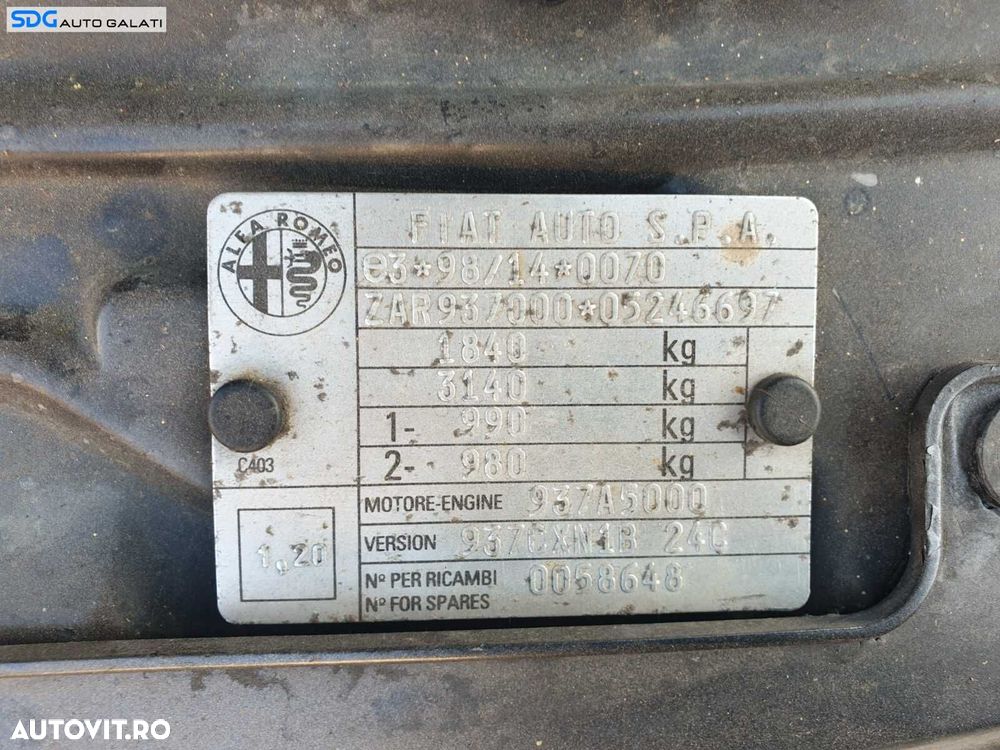 SDG AUTO GALATI
ALFA ROMEO
FIAT AUTO S.P.A.
e3*98/14*0070
ZAR937000*05246697
1840 kg
3140 kg
1- 990 kg
2- 980 kg
C403
MOTORE-ENGINE 937A5000
VERSION 937CXN1B 24C
1,20
Nº PER RICAMBI 0058648
Nº FOR SPARES
AUTOVIT.RO
AUTOVIT.RO